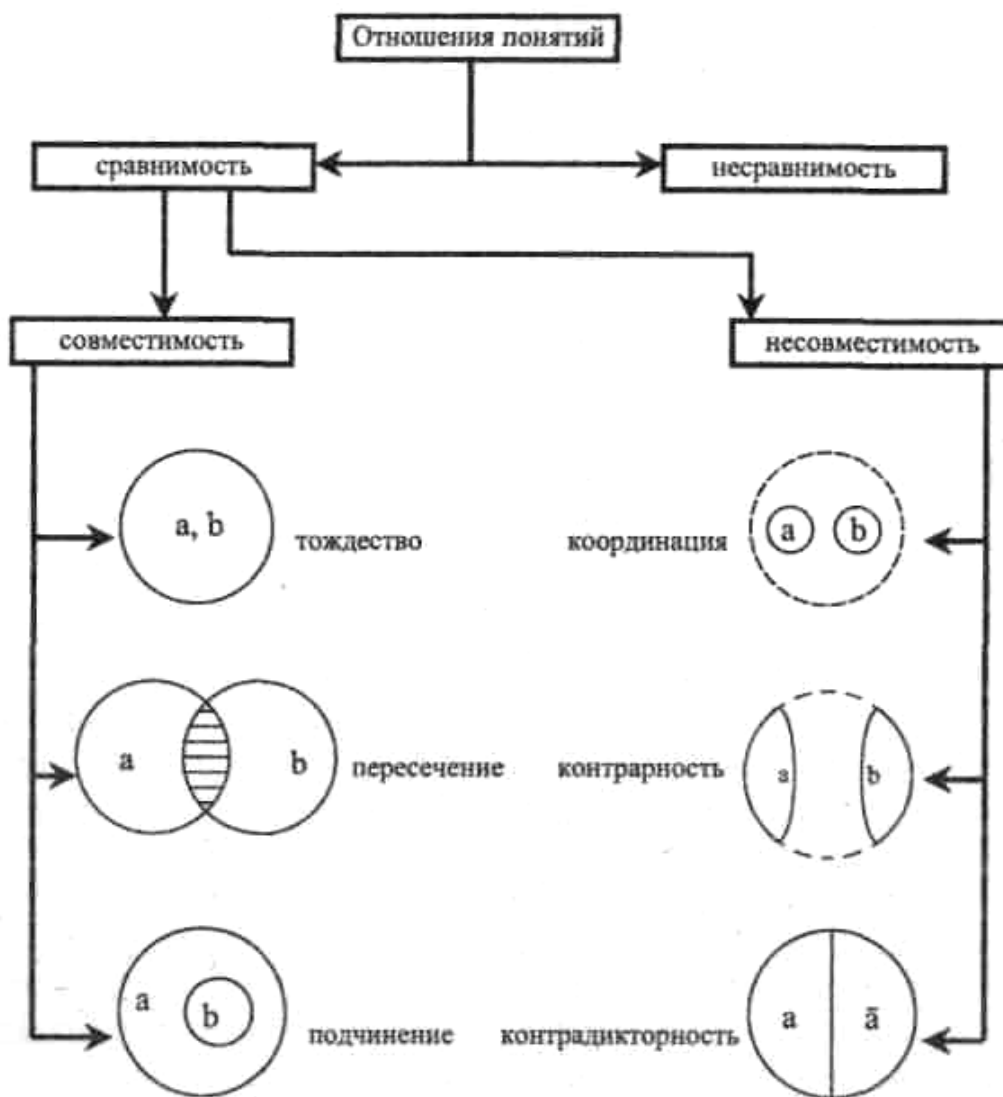 Отношения понятий
сравнимость
несравнимость
совместимость
несовместимость
a, b
тождество
координация
a
b
a
b
пересечение
контрарность
a
b
a
b
подчинение
контрадикторность
a
ā